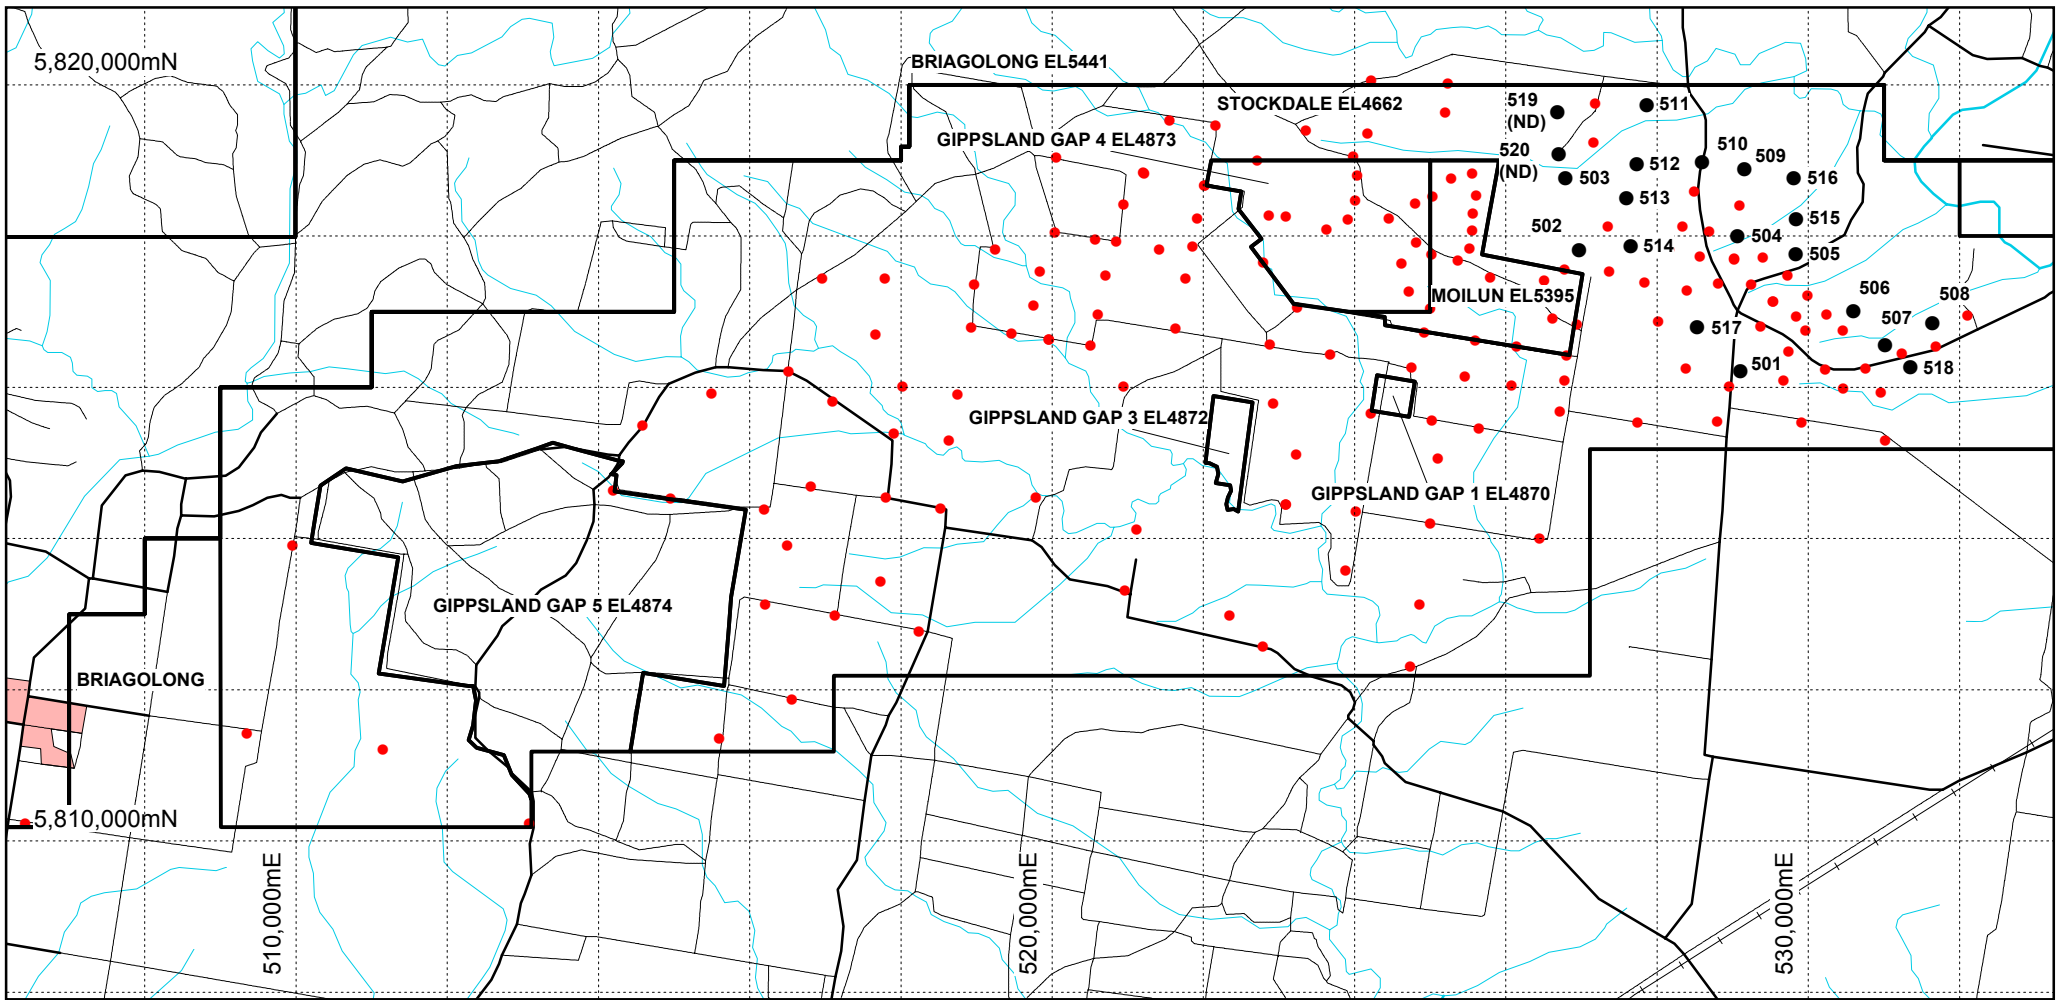 5,820,000mN
BRIAGOLONG EL5441
STOCKDALE EL4662
GIPPSLAND GAP 4 EL4873
519
(ND)
511
520
(ND)
510
509
512
503
516
513
515
502
514
504
505
MOILUN EL5395
506
508
507
517
501
518
GIPPSLAND GAP 3 EL4872
GIPPSLAND GAP 1 EL4870
GIPPSLAND GAP 5 EL4874
BRIAGOLONG
5,810,000mN
510,000mE
520,000mE
530,000mE